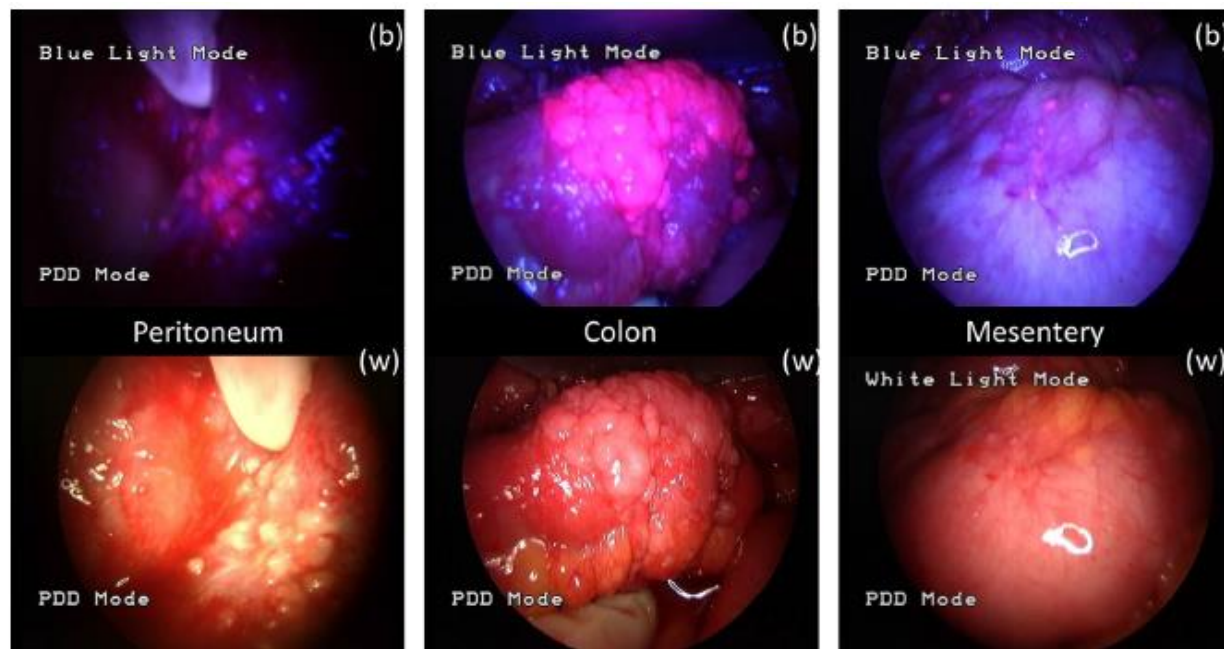 (b)
Blue Light Mode
PDD Mode
(b)
Blue Light Mode
PDD Mode
(b)
Blue Light Mode
PDD Mode
Peritoneum
Colon
Mesentery
(w)
PDD Mode
(w)
PDD Mode
(w)
White Light Mode
PDD Mode